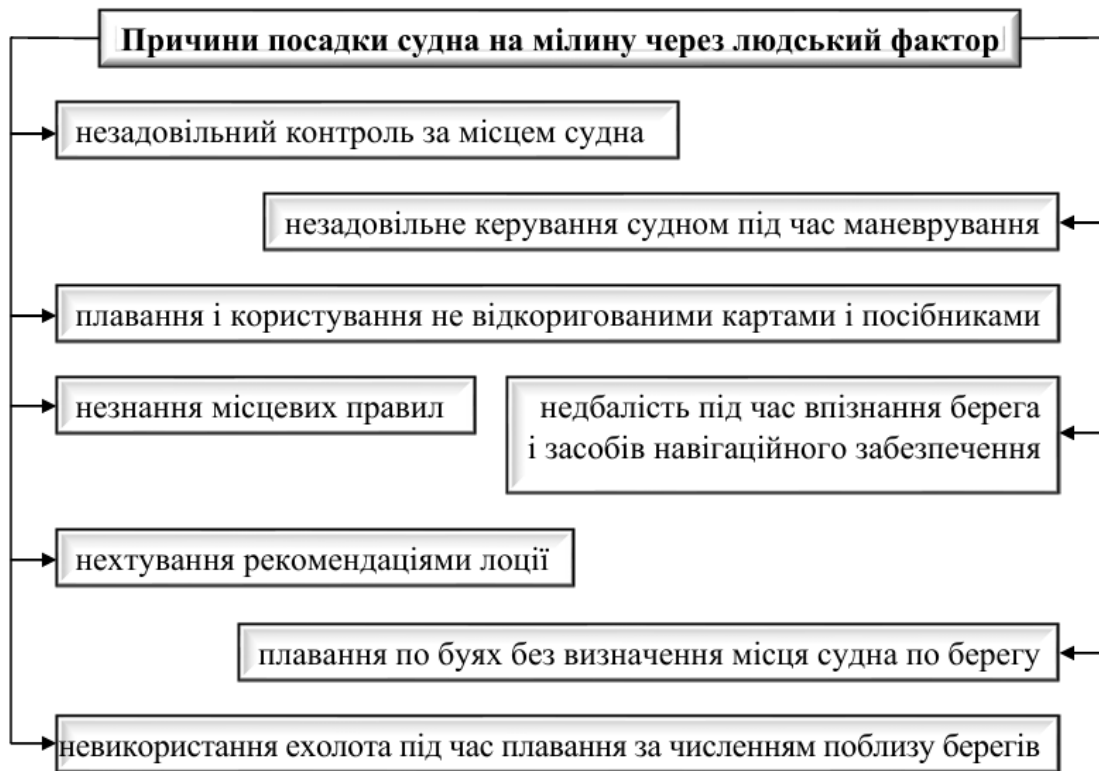 Причини посадки судна на мілину через людський фактор
незадовільний контроль за місцем судна
незадовільне керування судном під час маневрування
плавання і користування не відкоригованими картами і посібниками
незнання місцевих правил
недбалість під час впізнання берега
і засобів навігаційного забезпечення
нехтування рекомендаціями лоції
плавання по буях без визначення місця судна по берегу
невикористання ехолота під час плавання за численням поблизу берегів